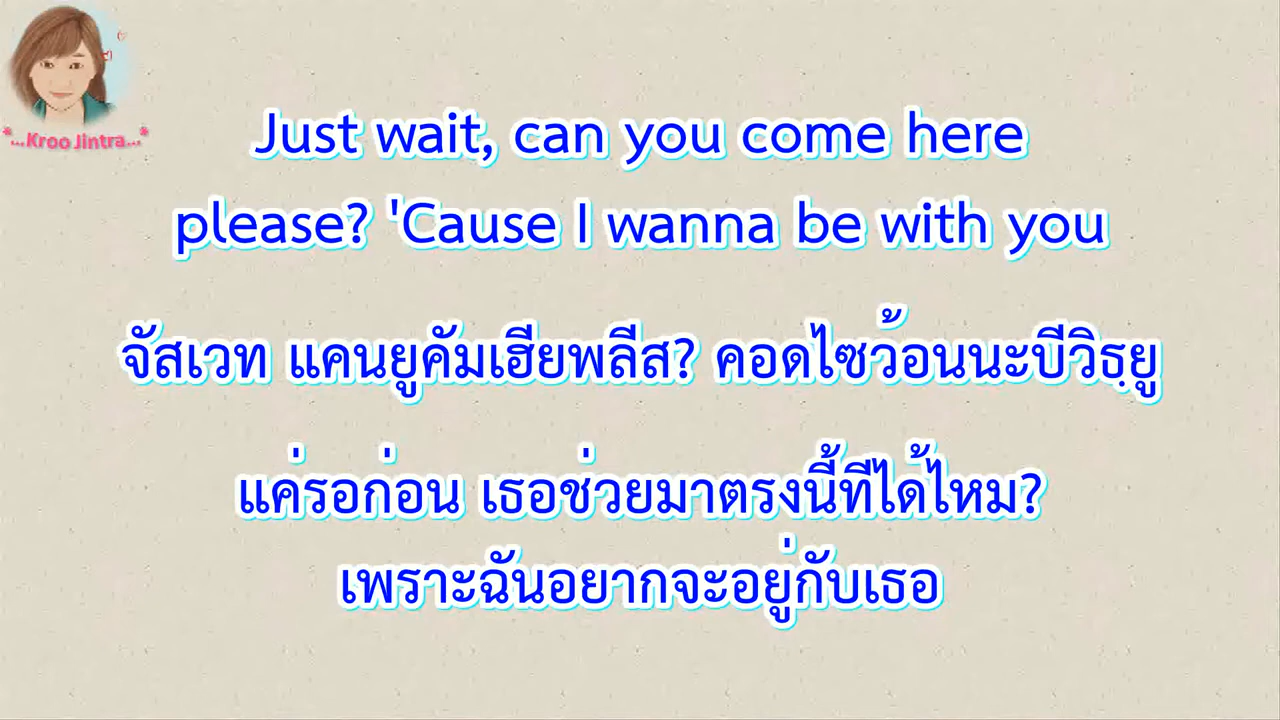 *...Kroo Jintra...*
Just wait, can you come here
please? 'Cause I wanna be with you
จัสเวท แคนยูคัมเฮียพลีส? คอดไซว้อนนะบีวิธฺยู
แค่รอก่อน เธอช่วยมาตรงนี้ทีได้ไหม?
เพราะฉันอยากจะอยู่กับเธอ